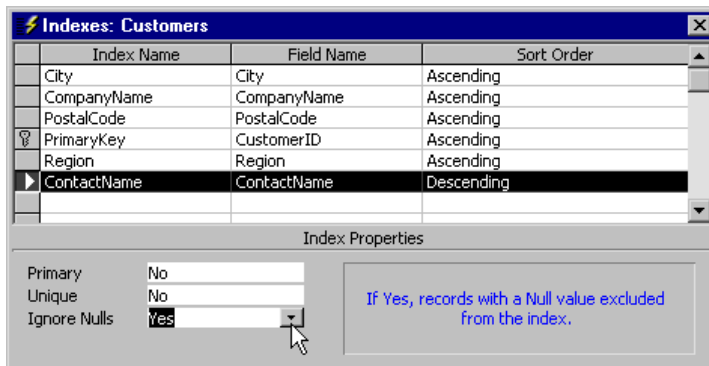 Indexes: Customers
Index Name Field Name Sort Order
City City Ascending
CompanyName CompanyName Ascending
PostalCode PostalCode Ascending
PrimaryKey CustomerID Ascending
Region Region Ascending
ContactName ContactName Descending
Index Properties
Primary No
Unique No
Ignore Nulls Yes
If Yes, records with a Null value excluded
from the index.